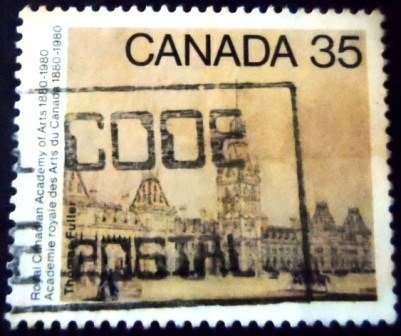 CANADA 35
Royal Canadian Academy of Arts 1880-1980
Académie royale des Arts du Canada 1880-1980
Thomas Fuller
CODE
POSTAL